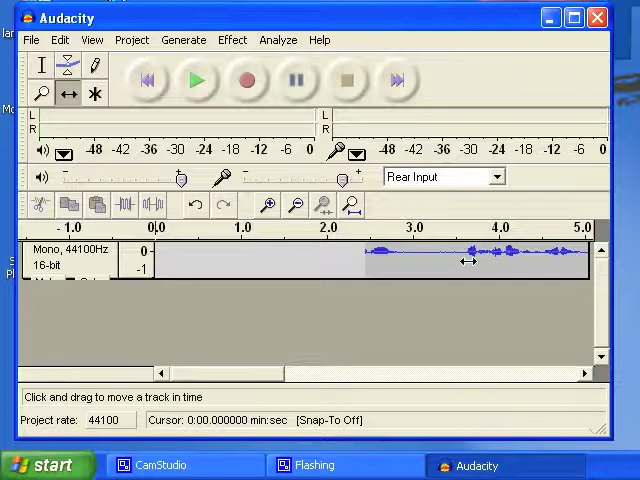 Audacity
File Edit View Project Generate Effect Analyze Help
L
R
-48 -42 -36 -30 -24 -18 -12 -6 0
L
R
-48 -42 -36 -30 -24 -18 -12 -6 0
- + - + Rear Input
- 1.0 0.0 1.0 2.0 3.0 4.0 5.0
Mono, 44100Hz
16-bit
0-
-1
Click and drag to move a track in time
Project rate: 44100 Cursor: 0:00.000000 min:sec [Snap-To Off]
start CamStudio Flashing Audacity